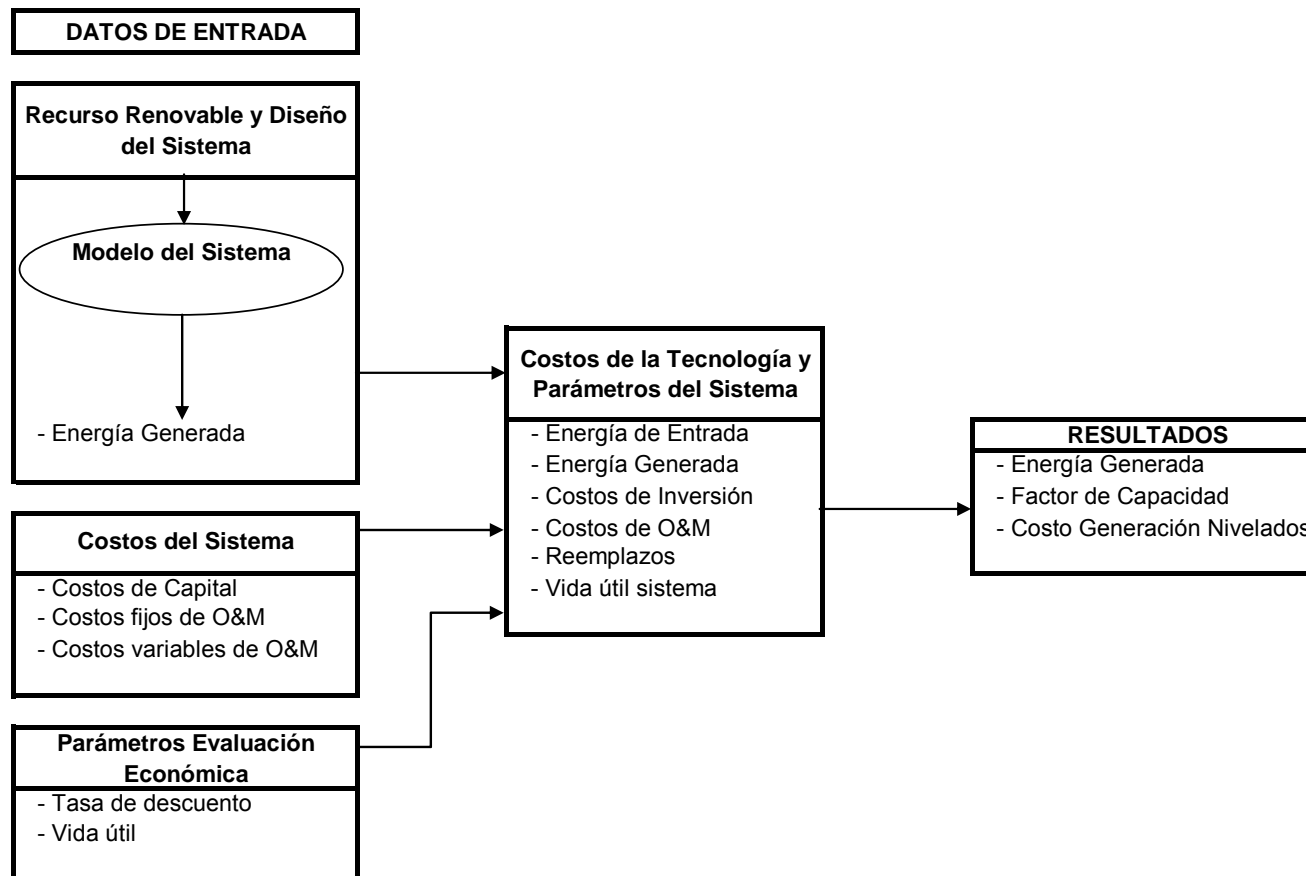 DATOS DE ENTRADA
Recurso Renovable y Diseño
del Sistema
Modelo del Sistema
- Energía Generada
Costos del Sistema
- Costos de Capital
- Costos fijos de O&M
- Costos variables de O&M
Parámetros Evaluación
Económica
- Tasa de descuento
- Vida útil
Costos de la Tecnología y
Parámetros del Sistema
- Energía de Entrada
- Energía Generada
- Costos de Inversión
- Costos de O&M
- Reemplazos
- Vida útil sistema
RESULTADOS
- Energía Generada
- Factor de Capacidad
- Costo Generación Nivelados